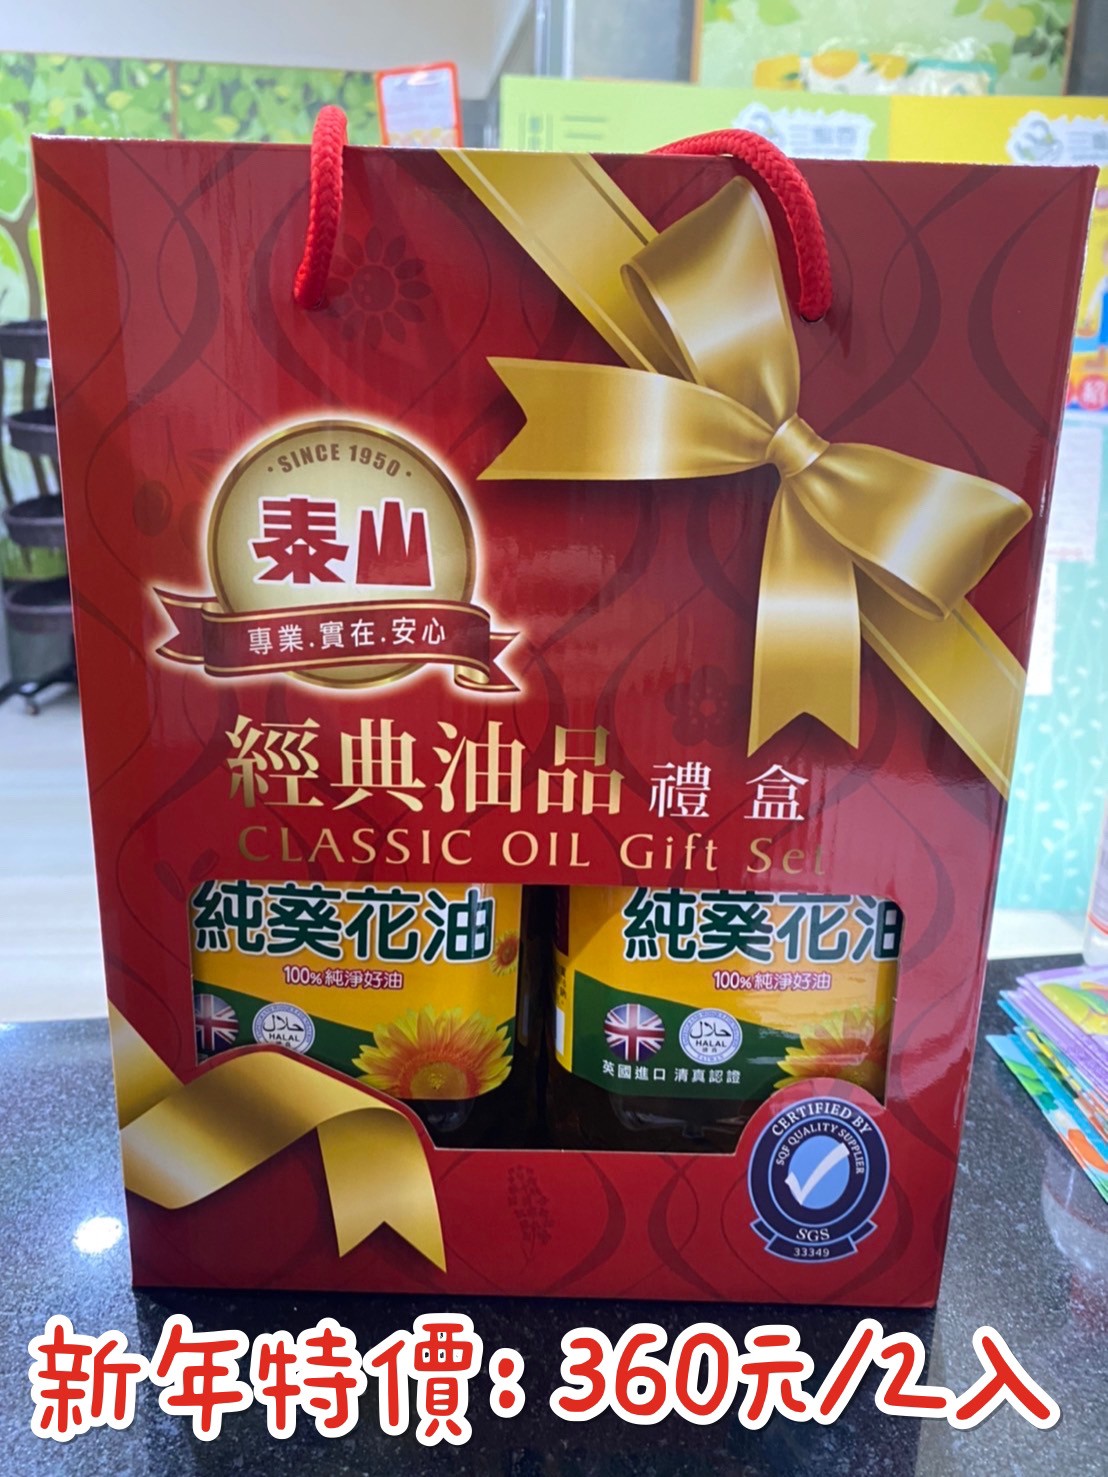 ·SINCE 1950·
泰山
專業.實在.安心
經典油品 禮盒
CLASSIC OIL Gift Set
純葵花油
100%純淨好油
حلال
HALAL
純葵花油
100%純淨好油
حلال
HALAL
英國進口 清真認證
CERTIFIED BY
SQF QUALITY SUPPLIER
SGS
33349
新年特價: 360元/2入